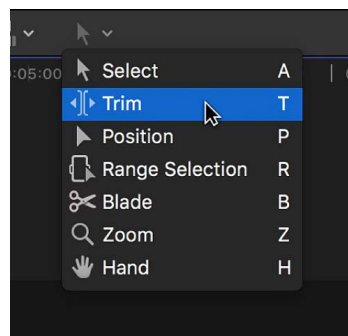 :05:00
Select A
Trim T
Position P
Range Selection R
Blade B
Zoom Z
Hand H